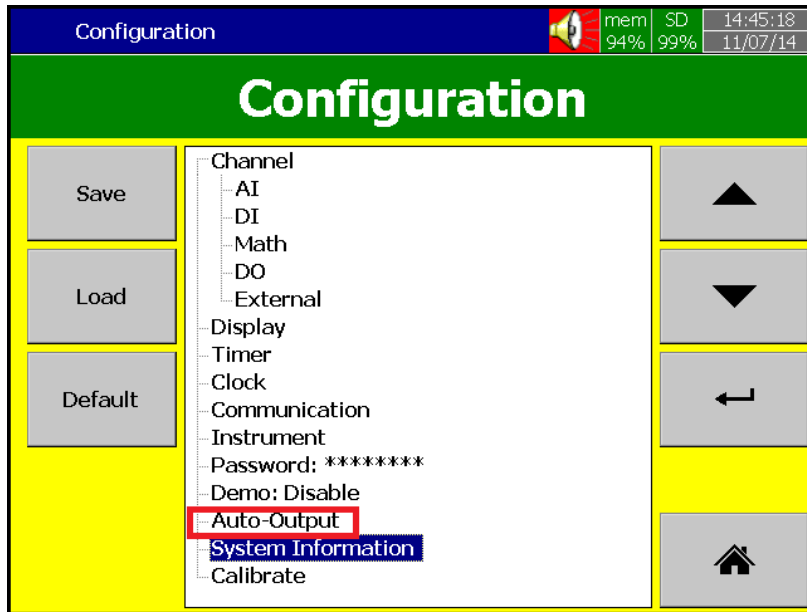 Configuration
mem SD 14:45:18
94% 99% 11/07/14
Configuration
Save
Load
Default
Channel
AI
DI
Math
DO
External
Display
Timer
Clock
Communication
Instrument
Password: ********
Demo: Disable
Auto-Output
System Information
Calibrate